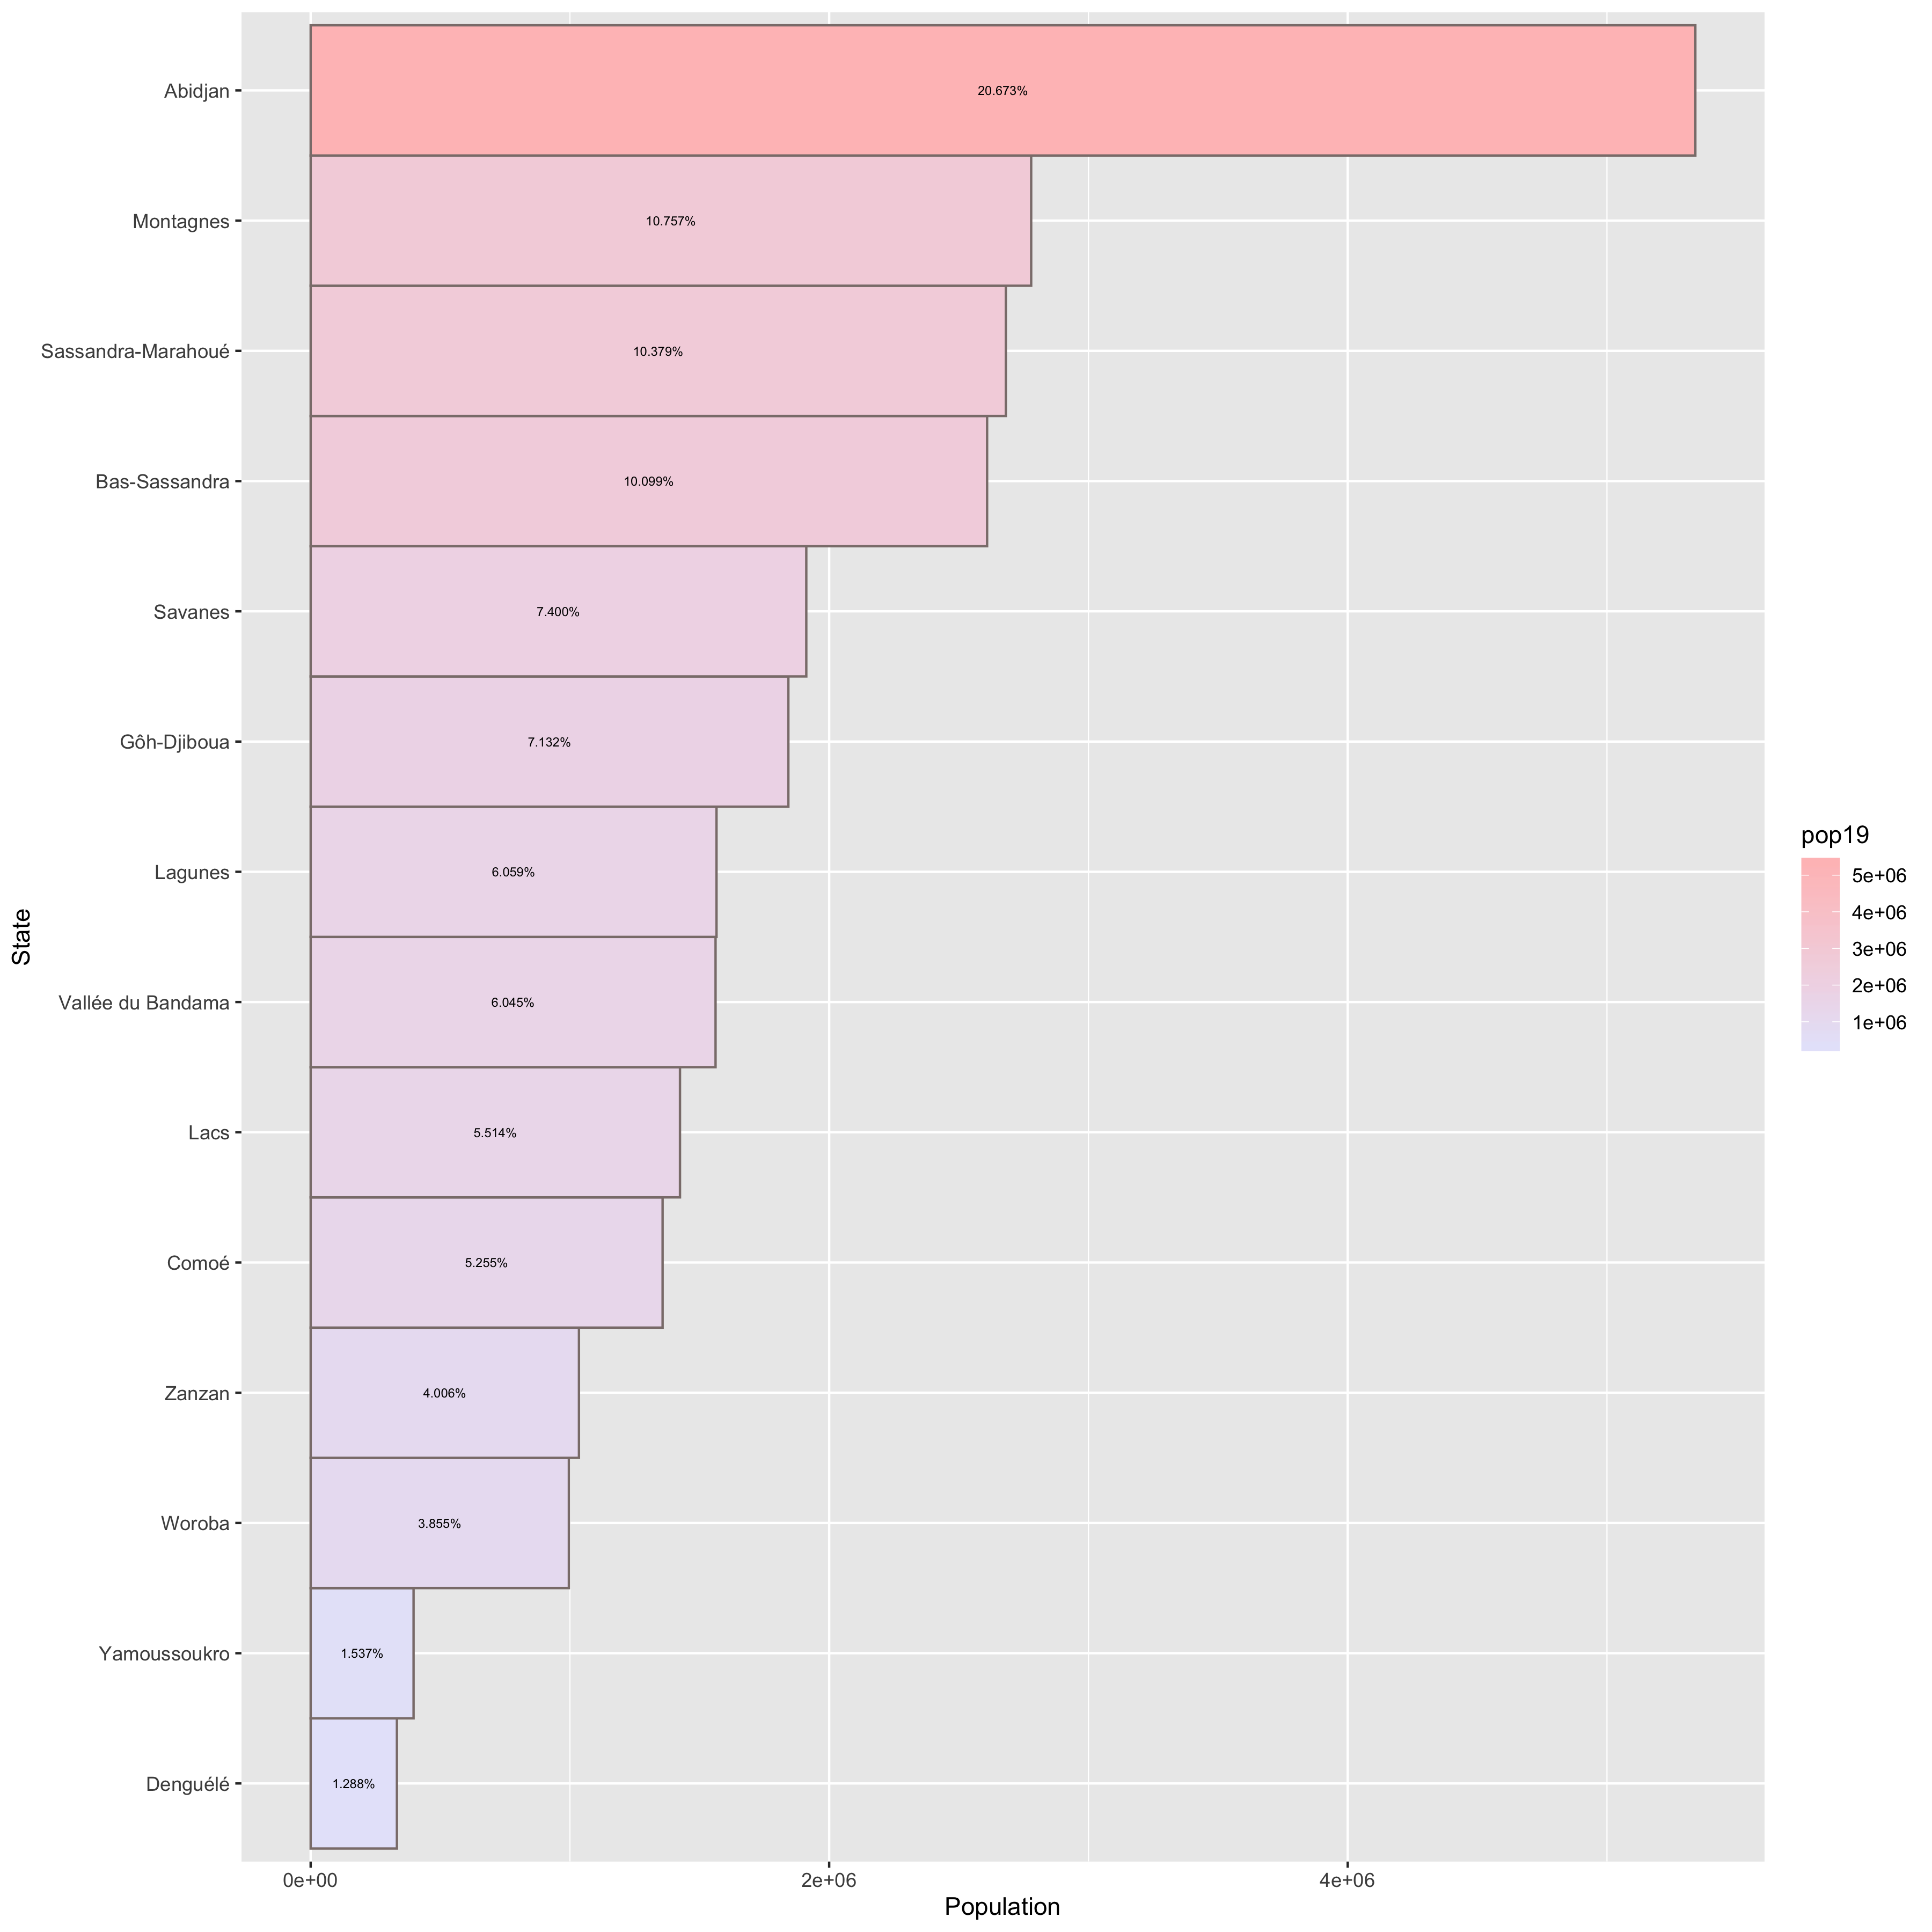 Abidjan
20.673%
Montagnes
10.757%
Sassandra-Marahoué
10.379%
Bas-Sassandra
10.099%
Savanes
7.400%
Gôh-Djiboua
7.132%
Lagunes
6.059%
Vallée du Bandama
6.045%
Lacs
5.514%
Comoé
5.255%
Zanzan
4.006%
Woroba
3.855%
Yamoussoukro
1.537%
Denguélé
1.288%
State
0e+00
2e+06
4e+06
Population
pop19
5e+06
4e+06
3e+06
2e+06
1e+06